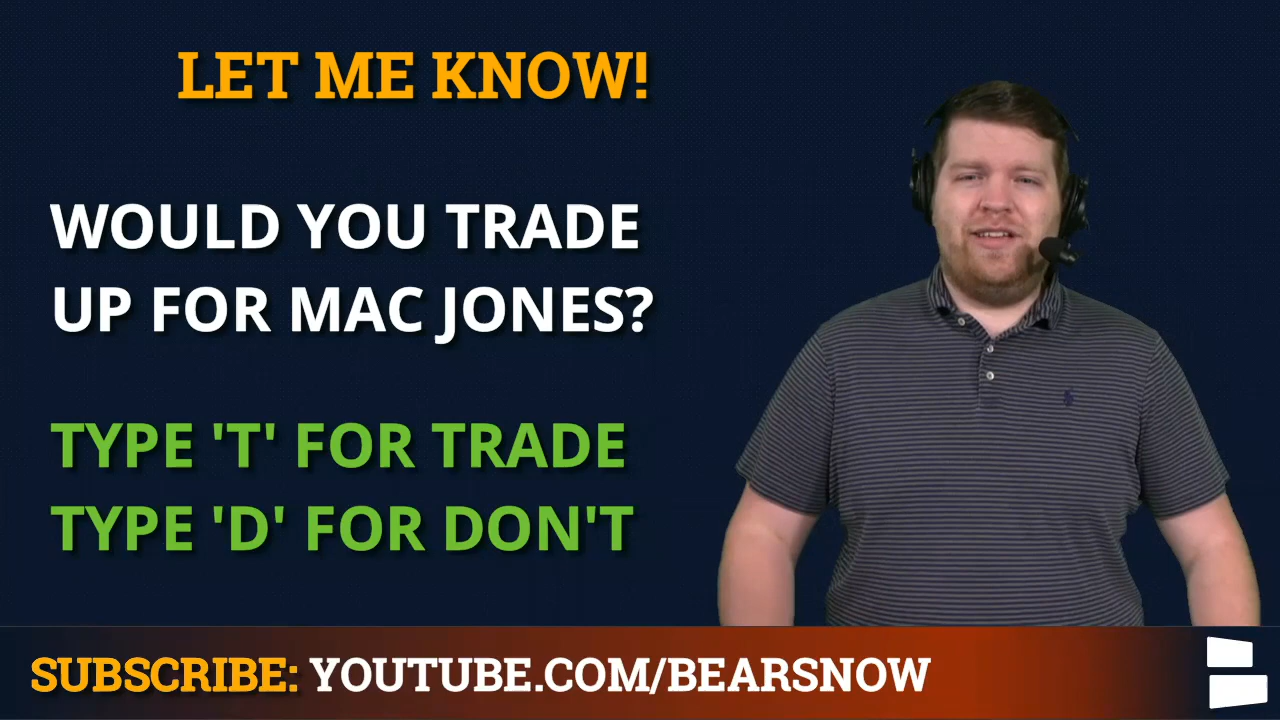 LET ME KNOW!
WOULD YOU TRADE
UP FOR MAC JONES?
TYPE 'T' FOR TRADE
TYPE 'D' FOR DON'T
SUBSCRIBE: YOUTUBE.COM/BEARSNOW